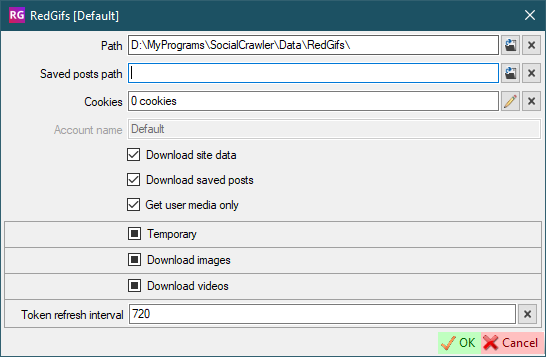 RG RedGifs [Default]
Path D:\MyPrograms\SocialCrawler\Data\RedGifs\
Saved posts path
Cookies 0 cookies
Account name Default
Download site data
Download saved posts
Get user media only
Temporary
Download images
Download videos
Token refresh interval 720
OK Cancel